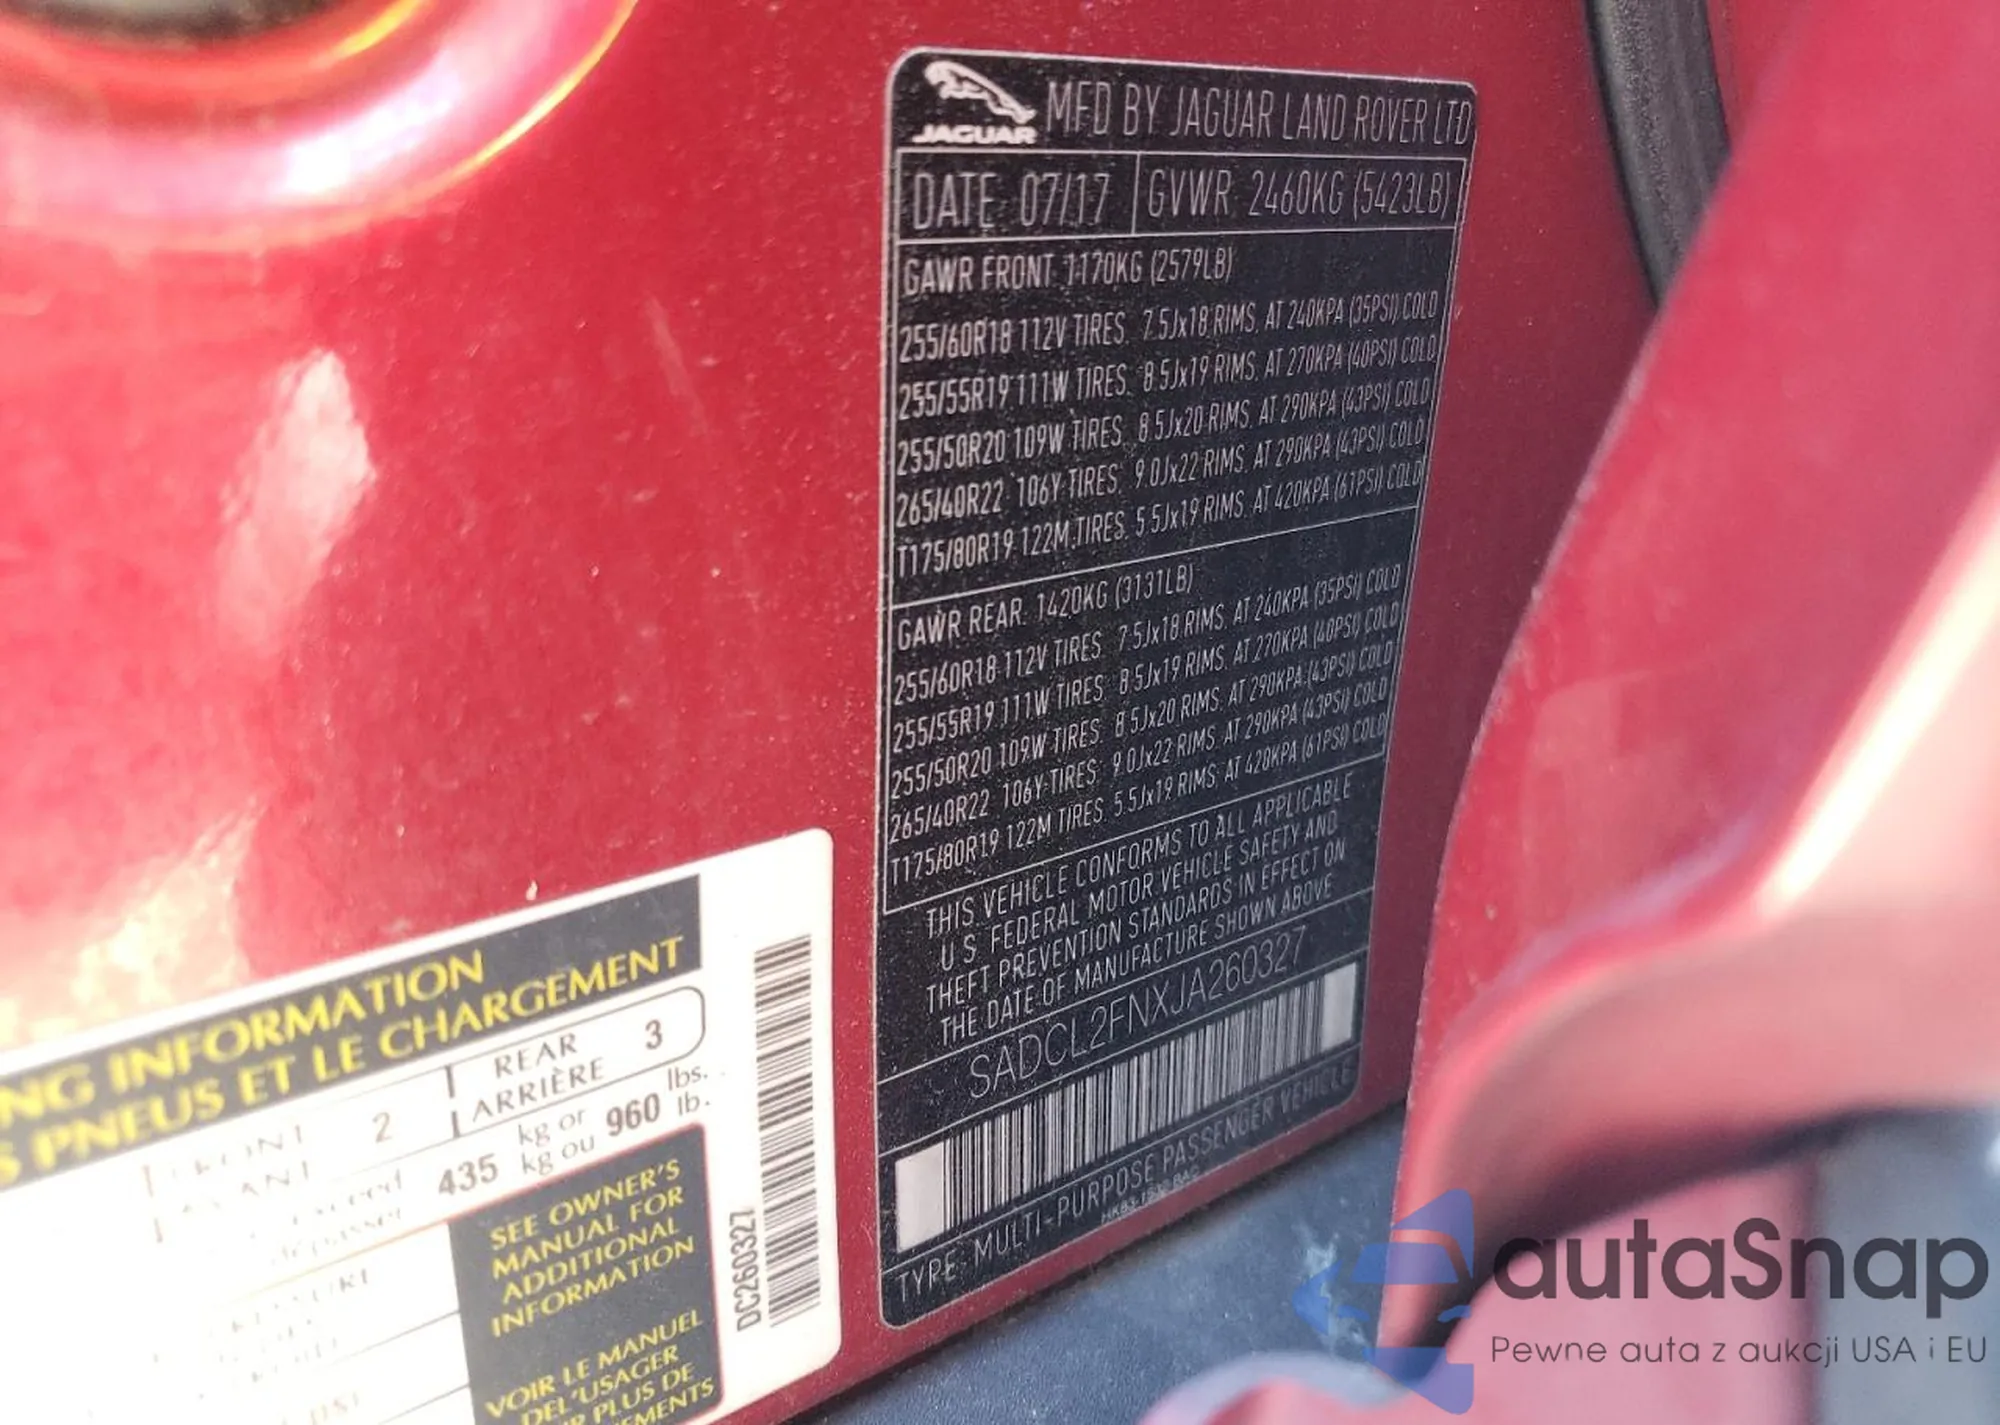 JAGUAR
MFD BY JAGUAR LAND ROVER LTD
DATE: 07/17
GVWR: 2460KG (5423LB)
GAWR FRONT: 1170KG (2579LB)
255/60R18 112V TIRES, 7.5Jx18 RIMS, AT 240KPA (35PSI) COLD
255/55R19 111W TIRES, 8.5Jx19 RIMS, AT 270KPA (40PSI) COLD
255/50R20 109W TIRES, 8.5Jx20 RIMS, AT 290KPA (43PSI) COLD
265/40R22 106Y TIRES, 9.0Jx22 RIMS, AT 290KPA (43PSI) COLD
T175/80R19 122M TIRES, 5.5Jx19 RIMS, AT 420KPA (61PSI) COLD
GAWR REAR: 1420KG (3131LB)
255/60R18 112V TIRES, 7.5Jx18 RIMS, AT 240KPA (35PSI) COLD
255/55R19 111W TIRES, 8.5Jx19 RIMS, AT 270KPA (40PSI) COLD
255/50R20 109W TIRES, 8.5Jx20 RIMS, AT 290KPA (43PSI) COLD
265/40R22 106Y TIRES, 9.0Jx22 RIMS, AT 290KPA (43PSI) COLD
T175/80R19 122M TIRES, 5.5Jx19 RIMS, AT 420KPA (61PSI) COLD
THIS VEHICLE CONFORMS TO ALL APPLICABLE
U.S. FEDERAL MOTOR VEHICLE SAFETY AND
THEFT PREVENTION STANDARDS IN EFFECT ON
THE DATE OF MANUFACTURE SHOWN ABOVE
SADCL2FNXJA260327
TYPE- MULTI-PURPOSE PASSENGER VEHICLE
NG INFORMATION
S PNEUS ET LE CHARGEMENT
FRONT 2 REAR 3
AVANT ARRIÈRE
exceed 435 kg or 960 lbs.
dépasser kg ou lb.
SEE OWNER'S
MANUAL FOR
ADDITIONAL
INFORMATION
VOIR LE MANUEL
DE L'USAGER
PLUS DE
DC260327
autaSnap
Pewne auta z aukcji USA i EU